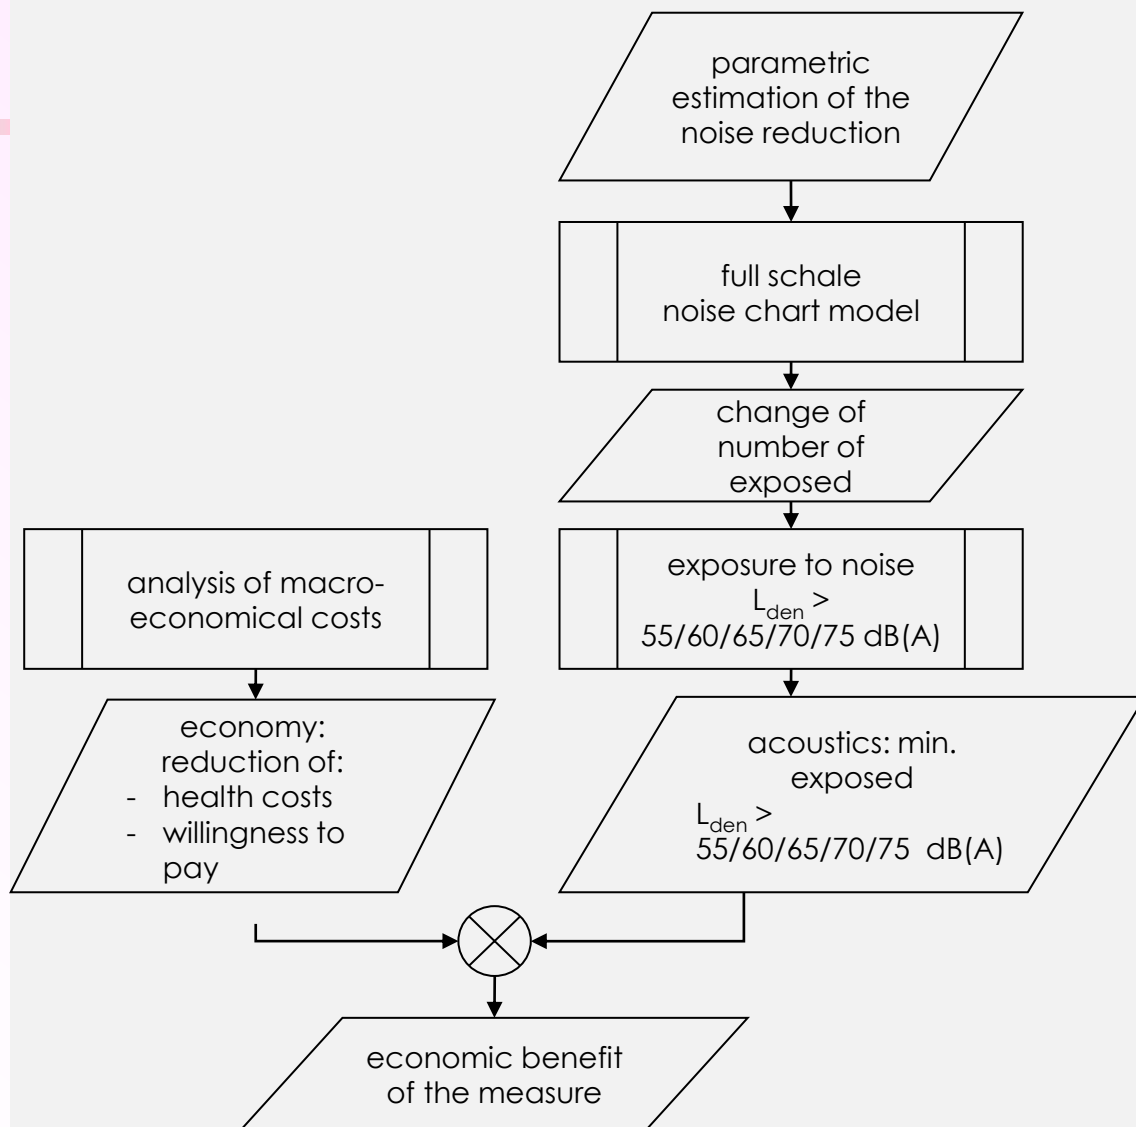 parametric
estimation of the
noise reduction
full schale
noise chart model
change of
number of
exposed
exposure to noise
Lden >
55/60/65/70/75 dB(A)
analysis of macro-
economical costs
economy:
reduction of:
- health costs
- willingness to
pay
acoustics: min.
exposed
Lden >
55/60/65/70/75 dB(A)
economic benefit
of the measure